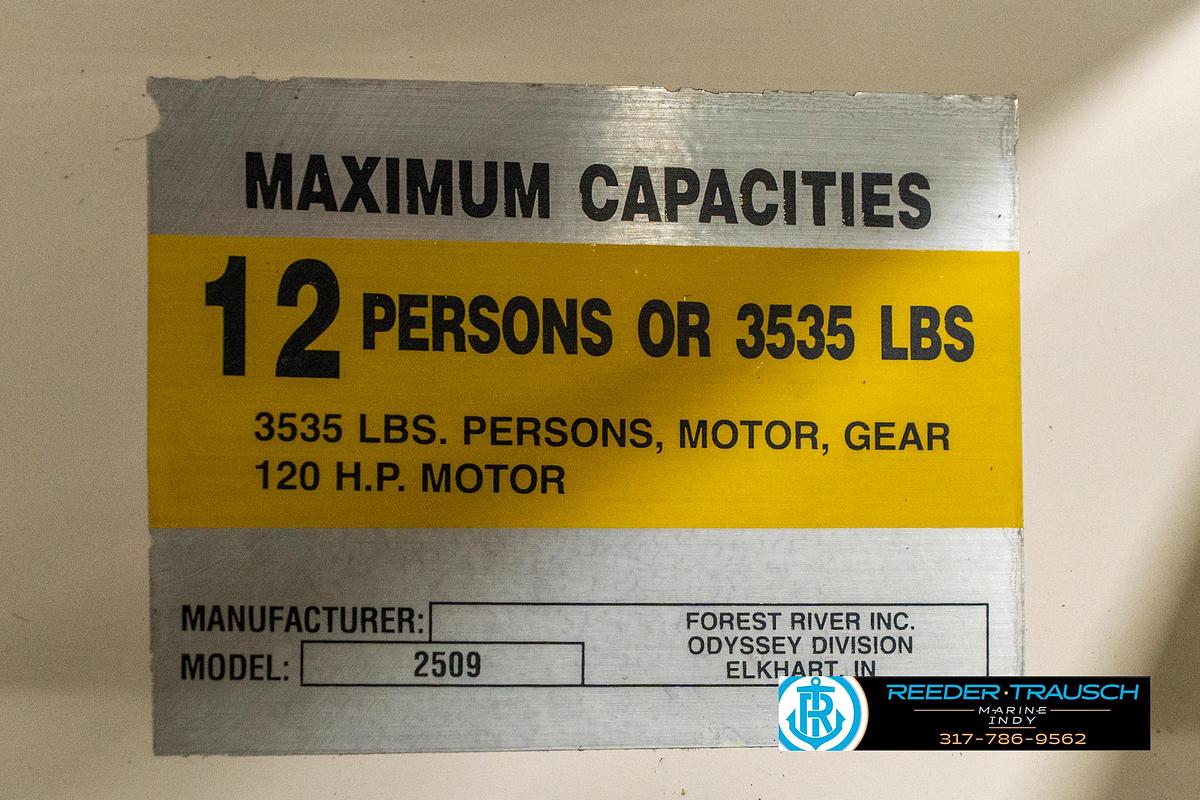 MAXIMUM CAPACITIES
12 PERSONS OR 3535 LBS
3535 LBS. PERSONS, MOTOR, GEAR
120 H.P. MOTOR
MANUFACTURER:
FOREST RIVER INC.
ODYSSEY DIVISION
ELKHART, IN
MODEL: 2509
R
REEDER·TRAUSCH
MARINE
INDY
317-786-9562